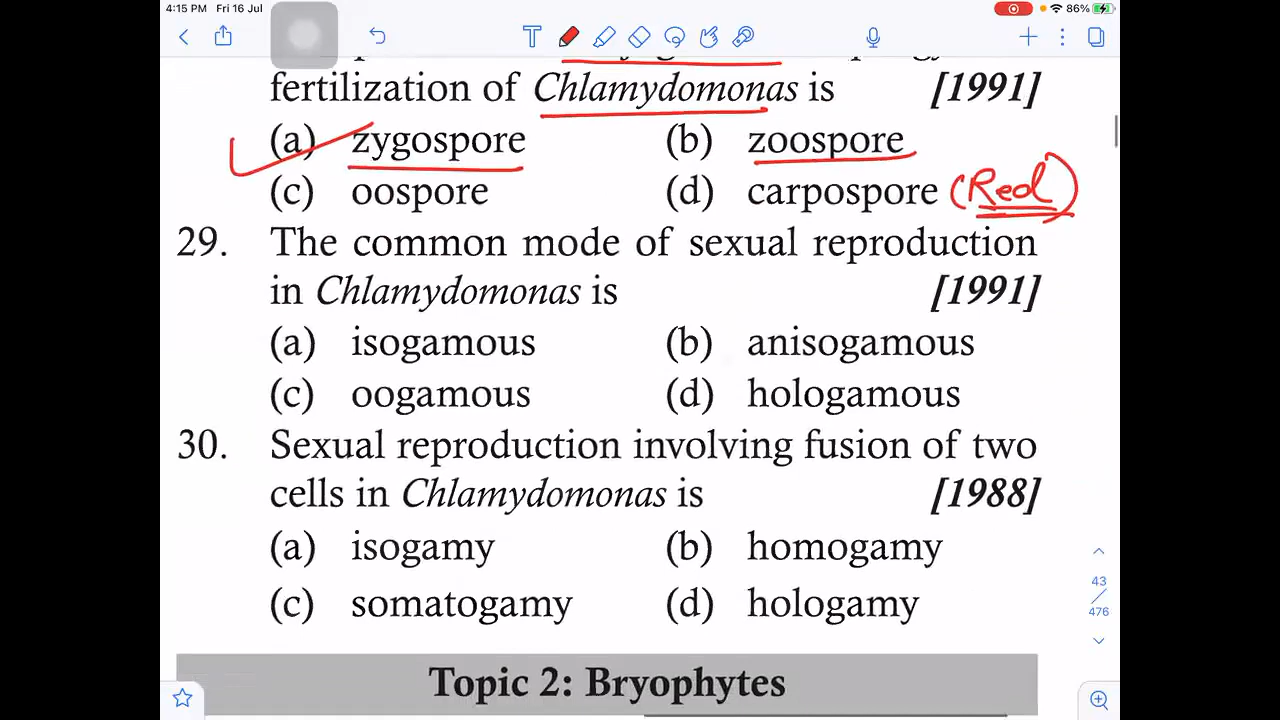 4:15 PM Fri 16 Jul
86%
T
fertilization of Chlamydomonas is [1991]
(a) zygospore (b) zoospore
(c) oospore (d) carpospore (Red)
29. The common mode of sexual reproduction
in Chlamydomonas is [1991]
(a) isogamous (b) anisogamous
(c) oogamous (d) hologamous
30. Sexual reproduction involving fusion of two
cells in Chlamydomonas is [1988]
(a) isogamy (b) homogamy
(c) somatogamy (d) hologamy
43
476
Topic 2: Bryophytes